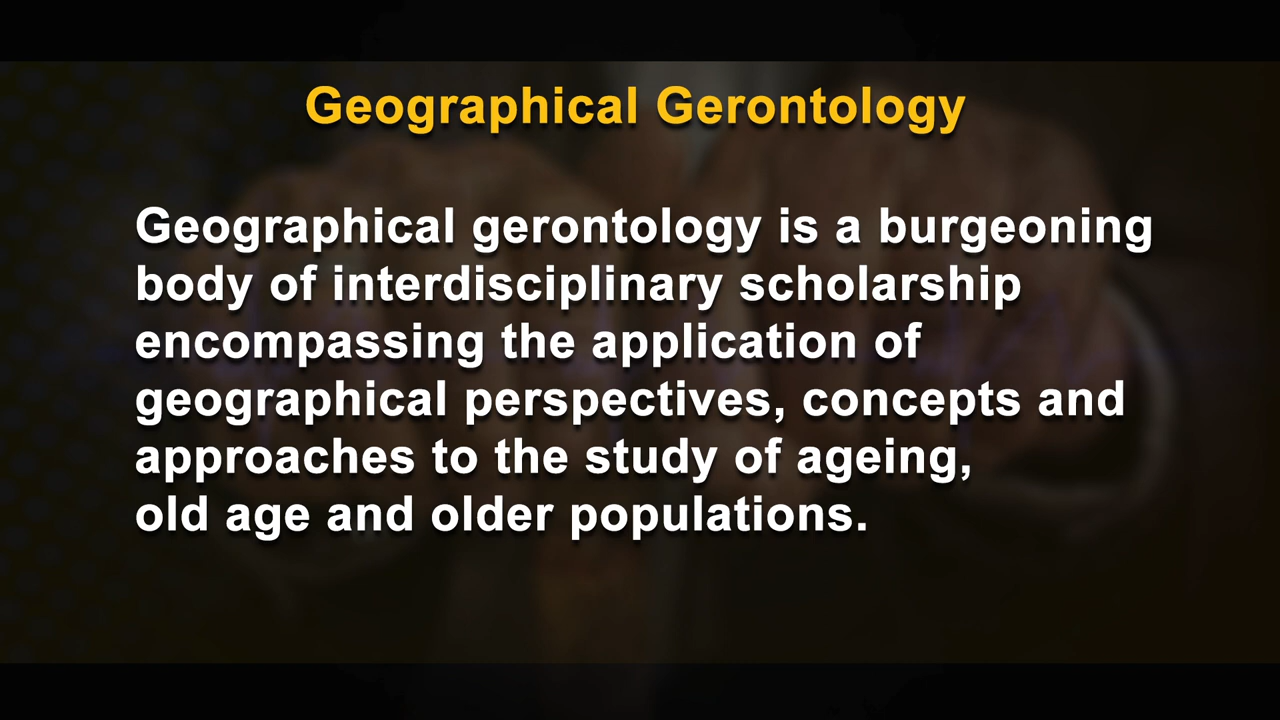 Geographical Gerontology
Geographical gerontology is a burgeoning
body of interdisciplinary scholarship
encompassing the application of
geographical perspectives, concepts and
approaches to the study of ageing,
old age and older populations.